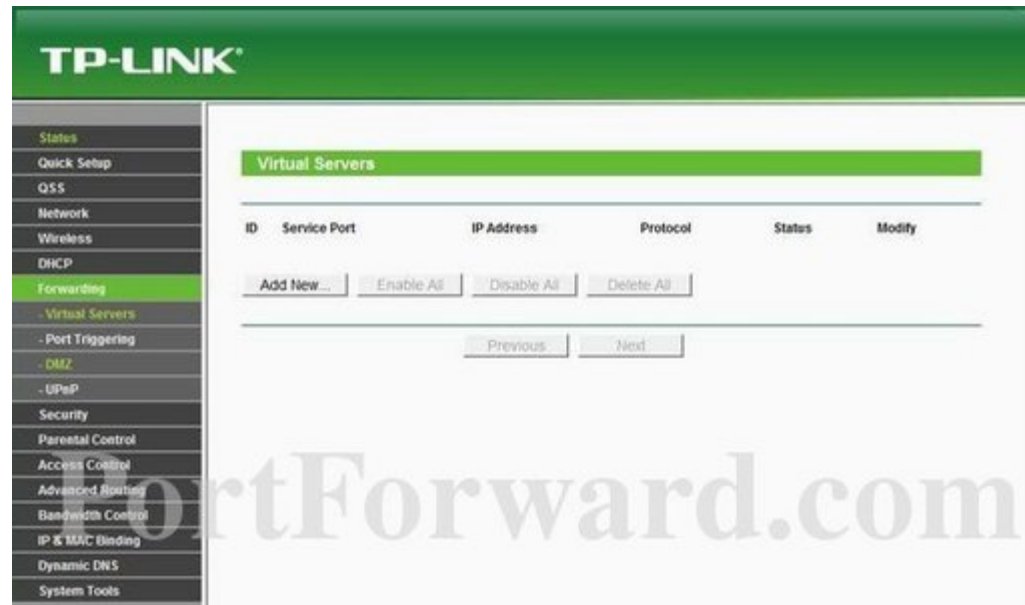 TP-LINK®
Status
Quick Setup
QSS
Network
Wireless
DHCP
Forwarding
- Virtual Servers
- Port Triggering
- DMZ
- UPnP
Security
Parental Control
Access Control
Advanced Routing
Bandwidth Control
IP & MAC Binding
Dynamic DNS
System Tools
Virtual Servers
ID Service Port IP Address Protocol Status Modify
Add New... Enable All Disable All Delete All
Previous Next
PortForward.com